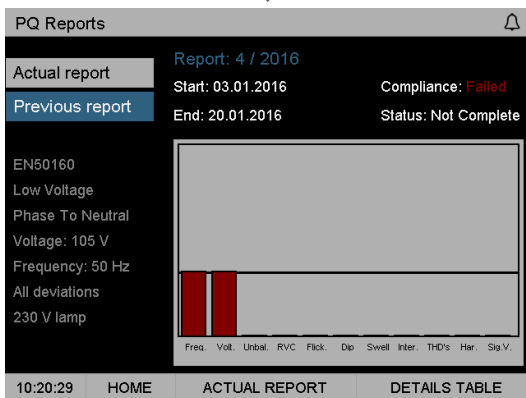 PQ Reports
Actual report
Previous report
Report: 4 / 2016
Start: 03.01.2016
Compliance: Failed
End: 20.01.2016
Status: Not Complete
EN50160
Low Voltage
Phase To Neutral
Voltage: 105 V
Frequency: 50 Hz
All deviations
230 V lamp
Freq. Volt. Unbal. RVC Flick. Dip Swell Inter. THD's Har. Sig.V.
10:20:29 HOME ACTUAL REPORT DETAILS TABLE